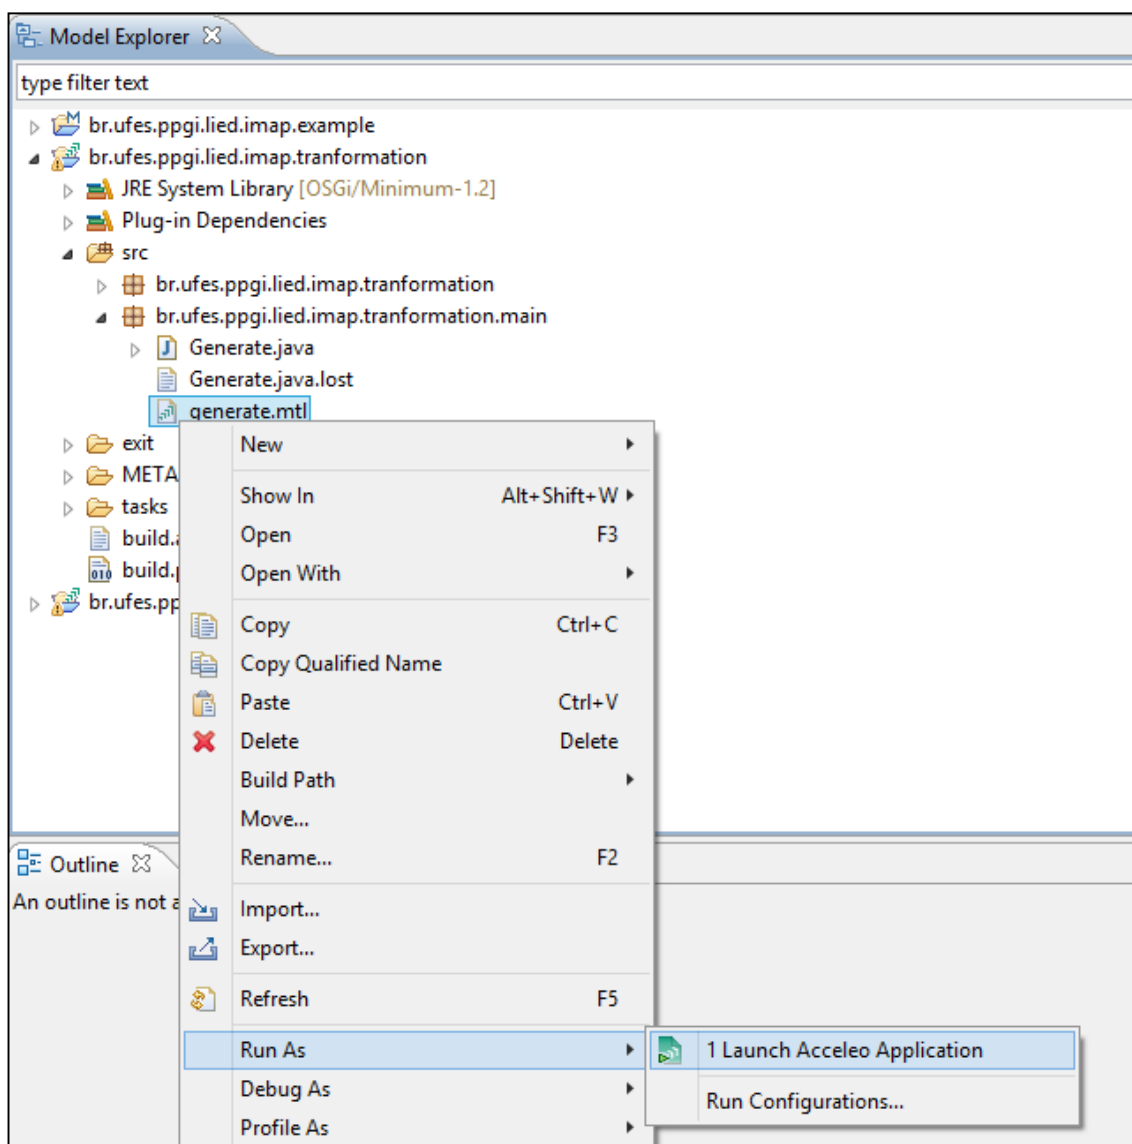 Model Explorer
type filter text
br.ufes.ppgi.lied.imap.example
br.ufes.ppgi.lied.imap.tranformation
JRE System Library [OSGi/Minimum-1.2]
Plug-in Dependencies
src
br.ufes.ppgi.lied.imap.tranformation
br.ufes.ppgi.lied.imap.tranformation.main
Generate.java
Generate.java.lost
generate.mtl
exit
META
tasks
build.
build.
br.ufes.pp
New
Show In Alt+Shift+W
Open F3
Open With
Copy Ctrl+C
Copy Qualified Name
Paste Ctrl+V
Delete Delete
Build Path
Move...
Rename... F2
Import...
Export...
Refresh F5
Run As
Debug As
Profile As
1 Launch Acceleo Application
Run Configurations...
Outline
An outline is not a